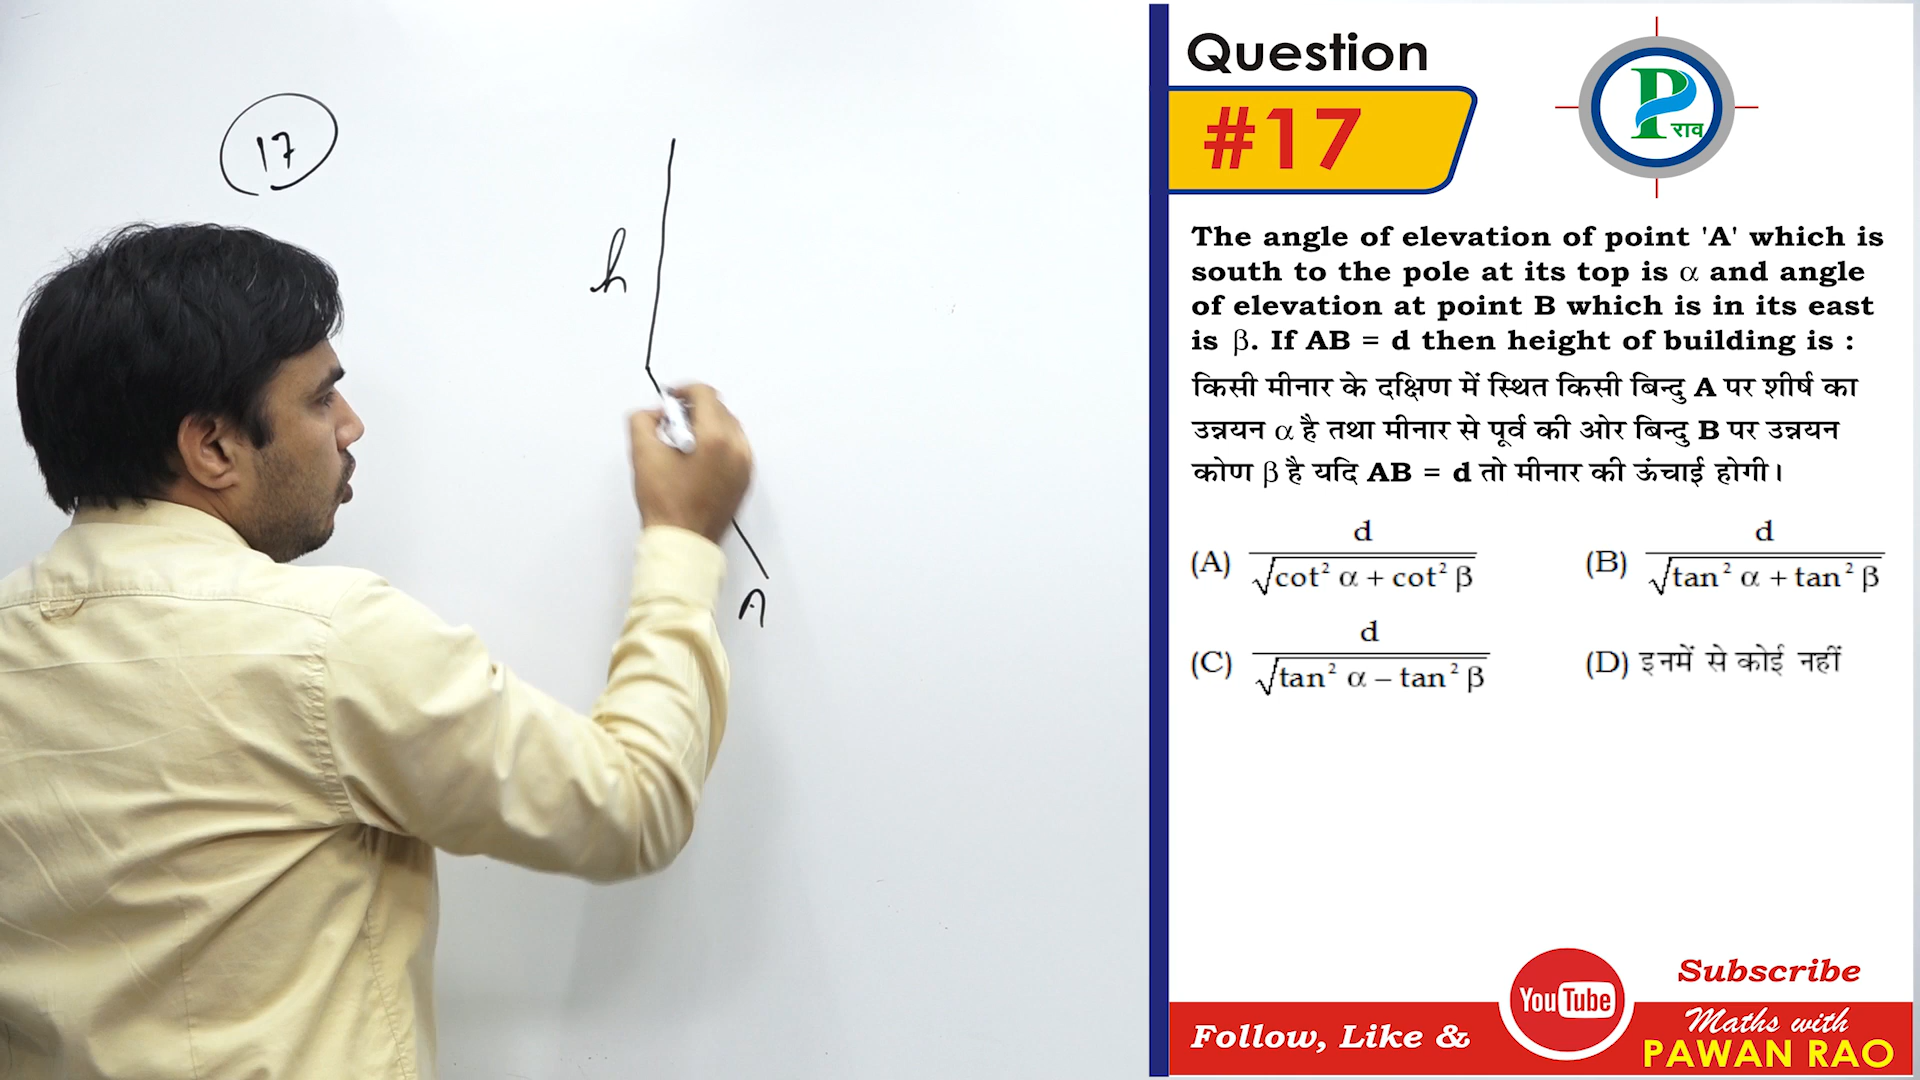 17
h
A
Question
#17
P
राव
The angle of elevation of point 'A' which is
south to the pole at its top is α and angle
of elevation at point B which is in its east
is β. If AB = d then height of building is :
किसी मीनार के दक्षिण में स्थित किसी बिन्दु A पर शीर्ष का
उन्नयन α है तथा मीनार से पूर्व की ओर बिन्दु B पर उन्नयन
कोण β है यदि AB = d तो मीनार की ऊंचाई होगी।
(A) d / √cot² α + cot² β
(B) d / √tan² α + tan² β
(C) d / √tan² α – tan² β
(D) इनमें से कोई नहीं
Subscribe
YouTube
Follow, Like &
Maths with
PAWAN RAO